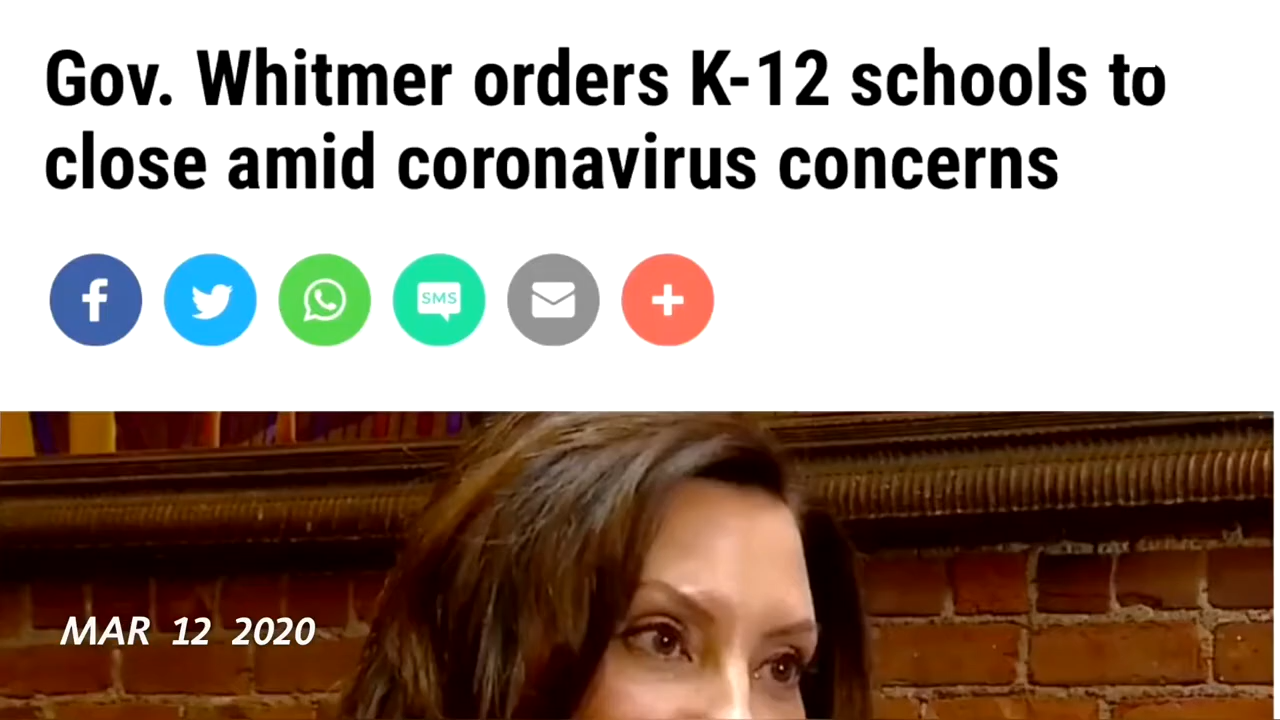 Gov. Whitmer orders K-12 schools to
close amid coronavirus concerns
SMS
MAR 12 2020